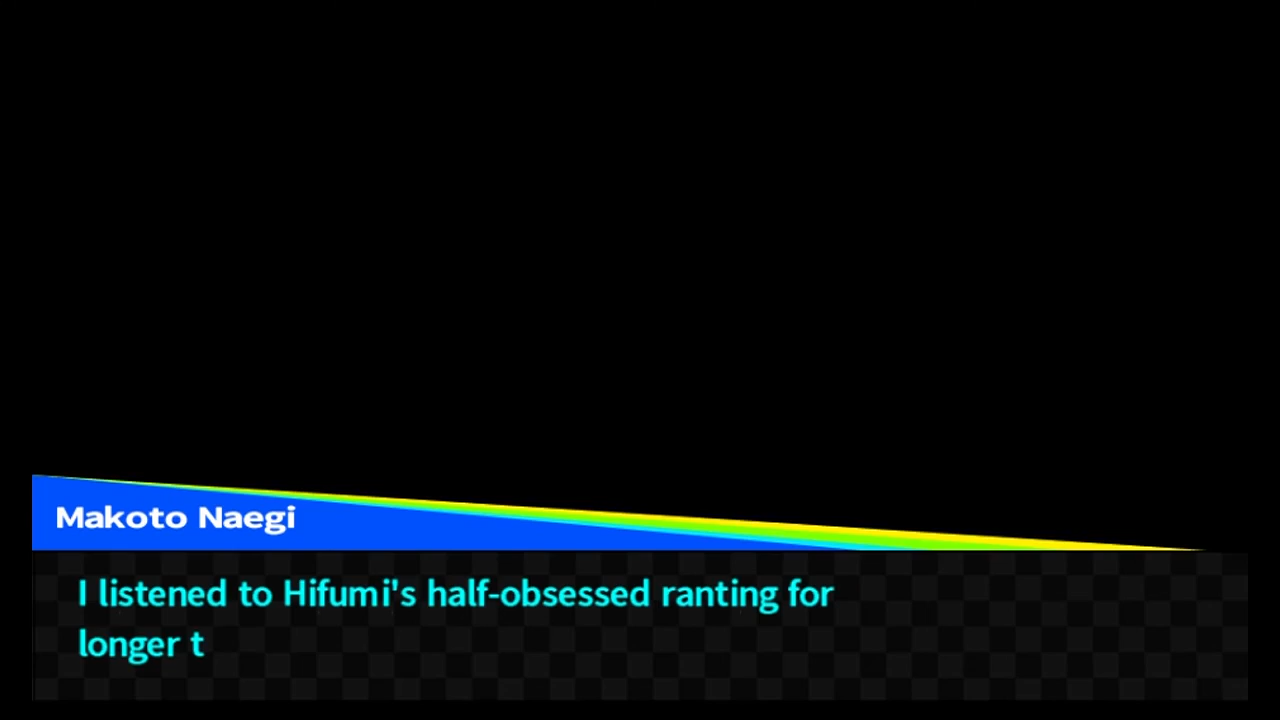 Makoto Naegi
I listened to Hifumi's half-obsessed ranting for
longer t